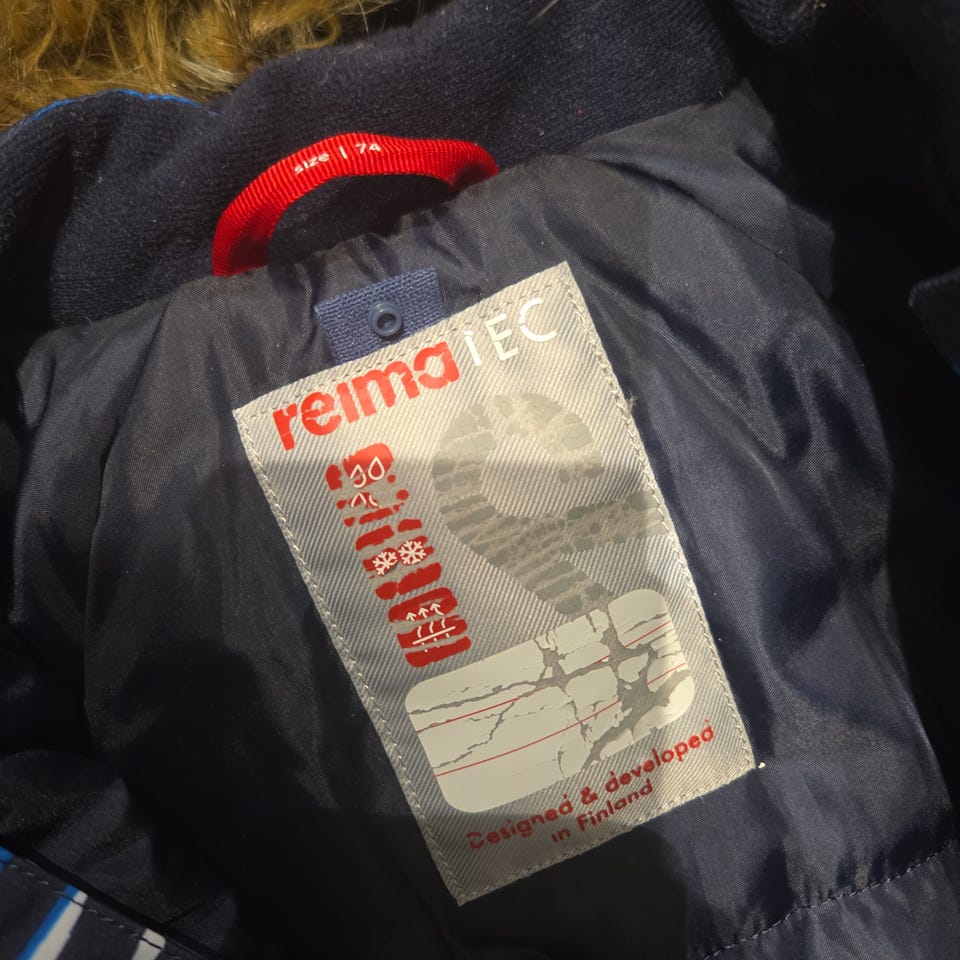 size | 74
reima TEC
Designed & developed
in Finland